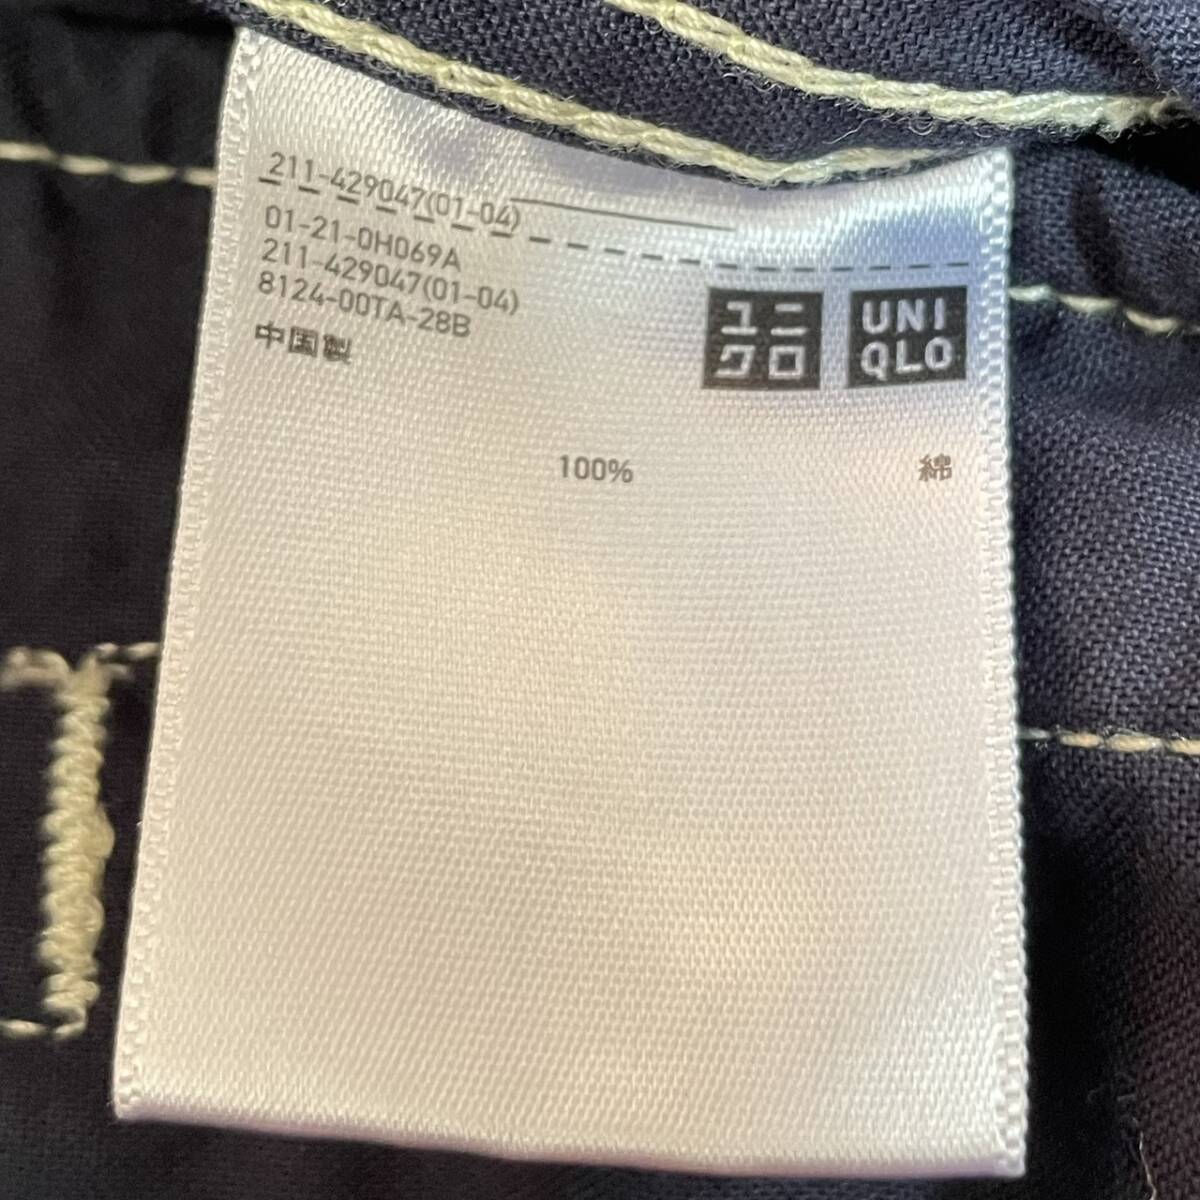 211-429047(01-04)
01-21-0H069A
211-429047(01-04)
8124-00TA-28B
中国製
ユニ
クロ
UNI
QLO
100% 綿